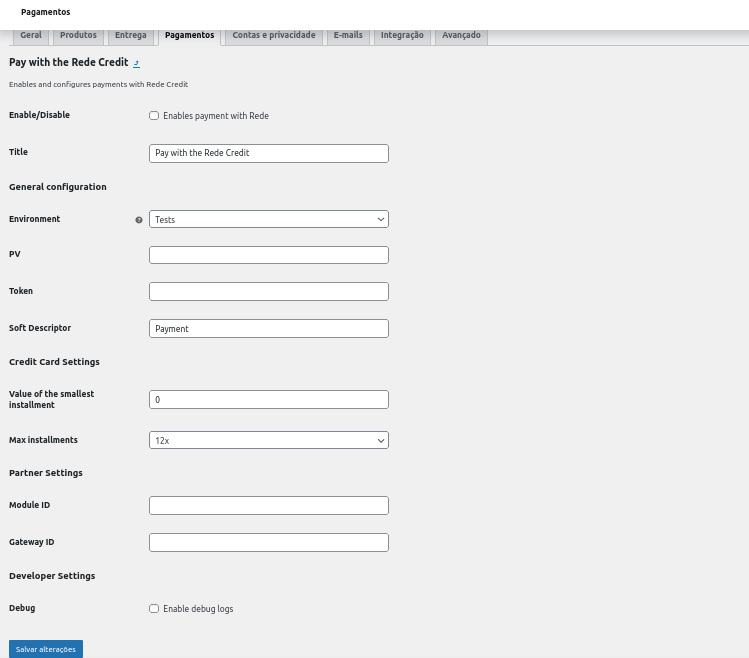 Pagamentos
Geral Produtos Entrega Pagamentos Contas e privacidade E-mails Integração Avançado
Pay with the Rede Credit
Enables and configures payments with Rede Credit
Enable/Disable Enables payment with Rede
Title Pay with the Rede Credit
General configuration
Environment ? Tests
PV
Token
Soft Descriptor Payment
Credit Card Settings
Value of the smallest
installment 0
Max installments 12x
Partner Settings
Module ID
Gateway ID
Developer Settings
Debug Enable debug logs
Salvar alterações